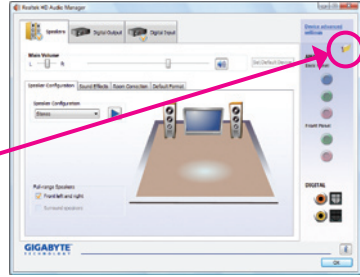 Realtek HD Audio Manager
Speakers
Digital Output
Digital Input
Device advanced
settings
Main Volume
L
R
Set Default Device
Speaker Configuration
Sound Effects
Room Correction
Default Format
Speaker Configuration
Stereo
Front Panel
Full-range Speakers
Front left and right
Surround speakers
DIGITAL
GIGABYTE
TECHNOLOGY
OK